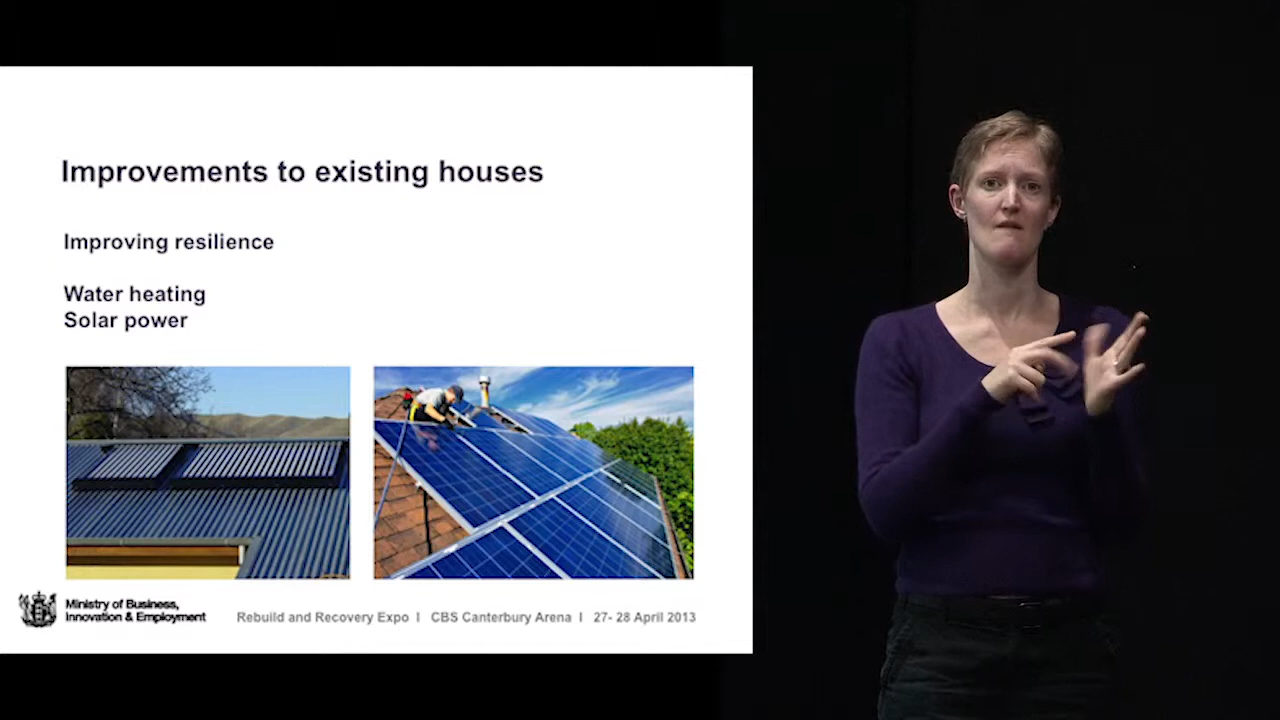 Improvements to existing houses
Improving resilience
Water heating
Solar power
Ministry of Business,
Innovation & Employment
Rebuild and Recovery Expo I CBS Canterbury Arena I 27- 28 April 2013